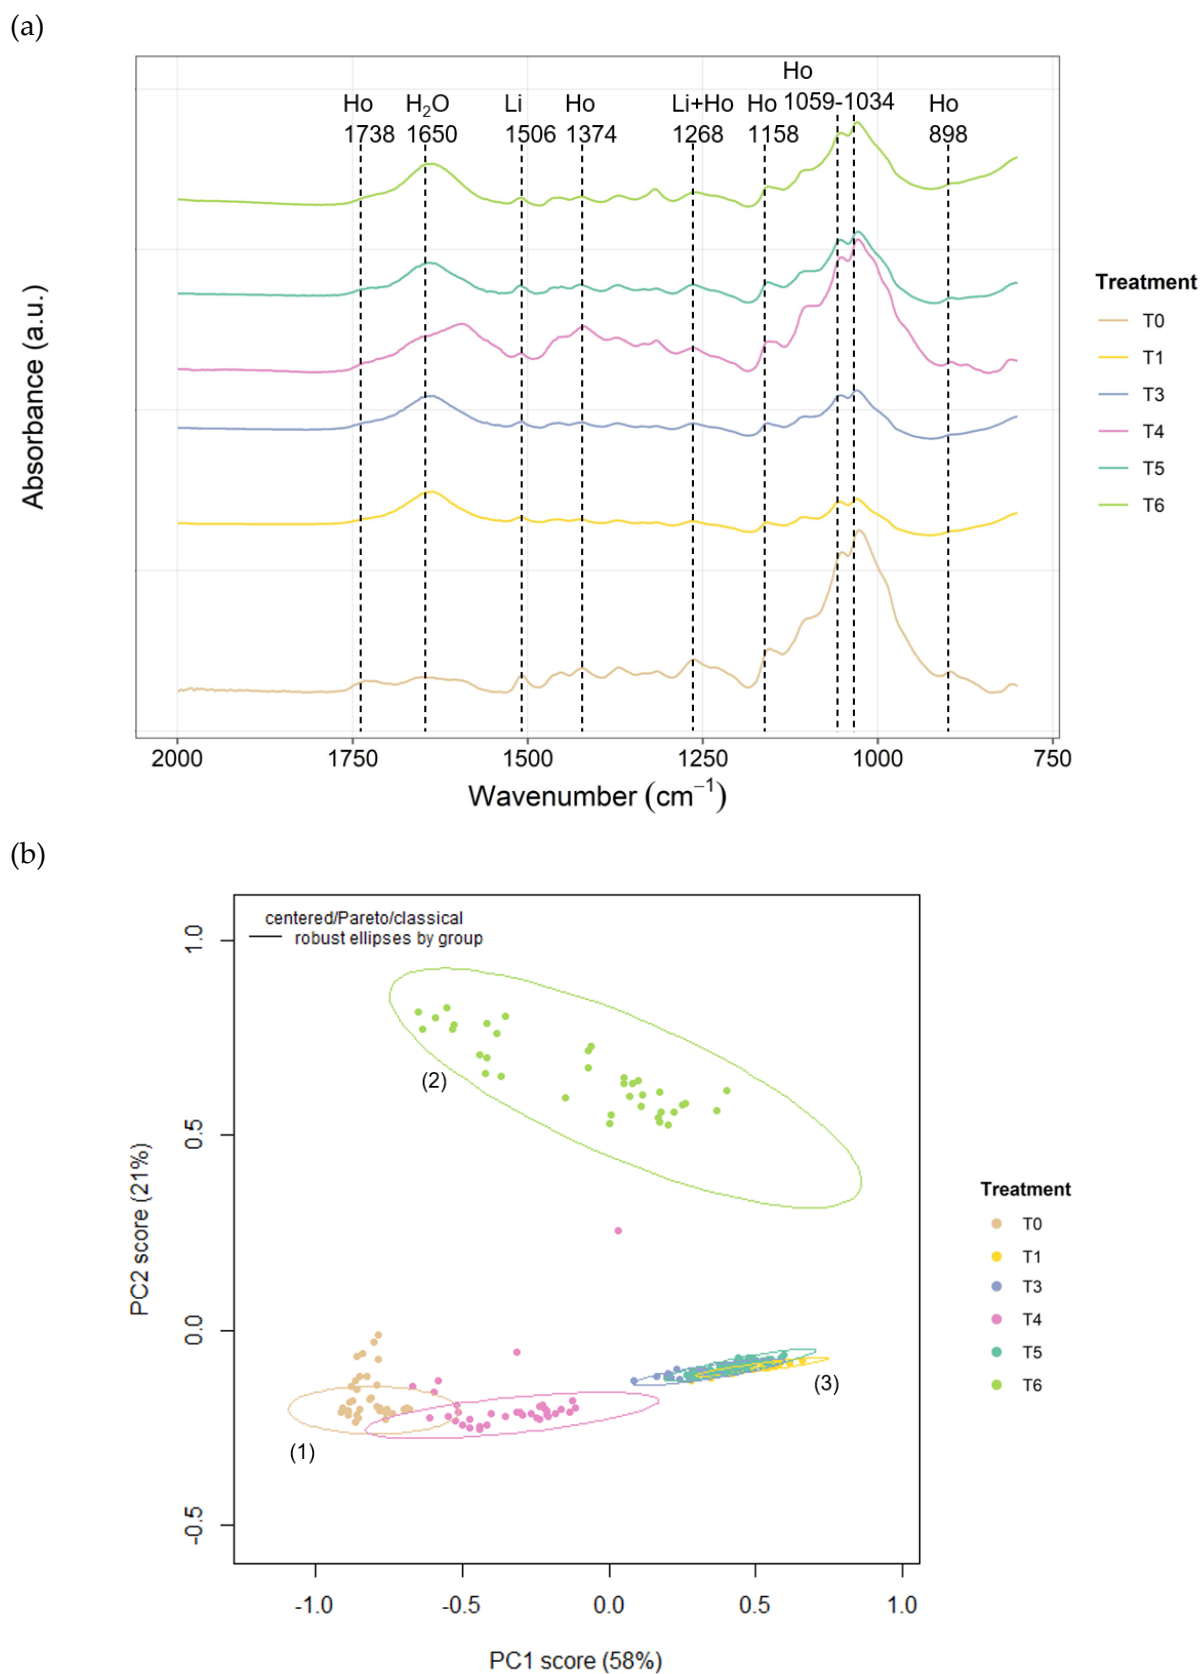 (a)
Ho
Ho H₂O Li Ho Li+Ho Ho 1059-1034 Ho
1738 1650 1506 1374 1268 1158 898
Absorbance (a.u.)
Treatment
T0
T1
T3
T4
T5
T6
2000 1750 1500 1250 1000 750
Wavenumber (cm⁻¹)
(b)
centered/Pareto/classical
robust ellipses by group
1.0
0.5
0.0
-0.5
PC2 score (21%)
(2)
(3)
(1)
Treatment
T0
T1
T3
T4
T5
T6
-1.0 -0.5 0.0 0.5 1.0
PC1 score (58%)